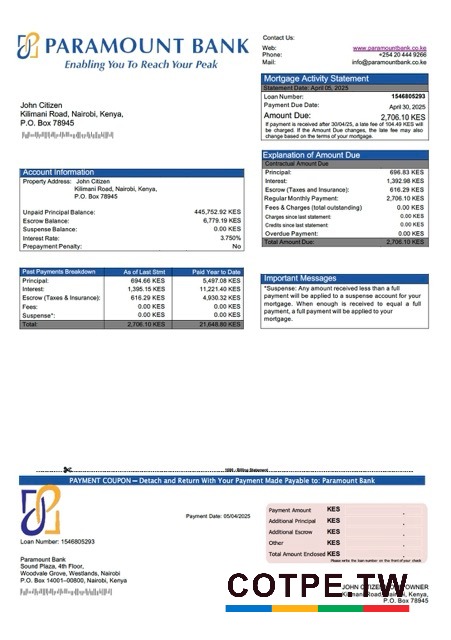 PARAMOUNT BANK
Enabling You To Reach Your Peak
Contact Us:
Web: www.paramountbank.co.ke
Phone: +254 20 444 9266
Mail: info@paramountbank.co.ke
Mortgage Activity Statement
Statement Date: April 05, 2025
Loan Number: 1546805293
Payment Due Date: April 30, 2025
Amount Due: 2,706.10 KES
If payment is received after 30/04/25, a late fee of 104.49 KES will
be charged. If the Amount Due changes, the late fee may also
change based on the terms of your mortgage.
John Citizen
Kilimani Road, Nairobi, Kenya,
P.O. Box 78945
Explanation of Amount Due
Contractual Amount Due
Principal: 696.83 KES
Interest: 1,392.98 KES
Escrow (Taxes and Insurance): 616.29 KES
Regular Monthly Payment: 2,706.10 KES
Fees & Charges (total outstanding) 0.00 KES
Charges since last statement: 0.00 KES
Credits since last statement: 0.00 KES
Overdue Payment: 0.00 KES
Total Amount Due: 2,706.10 KES
Account Information
Property Address: John Citizen
Kilimani Road, Nairobi, Kenya,
P.O. Box 78945
Unpaid Principal Balance: 445,752.92 KES
Escrow Balance: 6,779.19 KES
Suspense Balance: 0.00 KES
Interest Rate: 3.750%
Prepayment Penalty: No
Past Payments Breakdown As of Last Stmt Paid Year to Date
Principal: 694.66 KES 5,497.08 KES
Interest: 1,395.15 KES 11,221.40 KES
Escrow (Taxes & Insurance): 616.29 KES 4,930.32 KES
Fees: 0.00 KES 0.00 KES
Suspense*: 0.00 KES 0.00 KES
Total: 2,706.10 KES 21,648.80 KES
Important Messages
*Suspense: Any amount received less than a full
payment will be applied to a suspense account for your
mortgage. When enough is received to equal a full
payment, a full payment will be applied to your
mortgage.
Billing Statement
PAYMENT COUPON — Detach and Return With Your Payment Made Payable to: Paramount Bank
Loan Number: 1546805293
Payment Date: 05/04/2025
Payment Amount KES
Additional Principal KES
Additional Escrow KES
Other KES
Total Amount Enclosed KES
Please write the loan number on the front of your check.
Paramount Bank
Sound Plaza, 4th Floor,
Woodvale Grove, Westlands, Nairobi
P.O. Box 14001–00800, Nairobi, Kenya
JOHN CITIZEN OWNER
Road, Nairobi, Kenya,
P.O. Box 78945
COTPE.TW